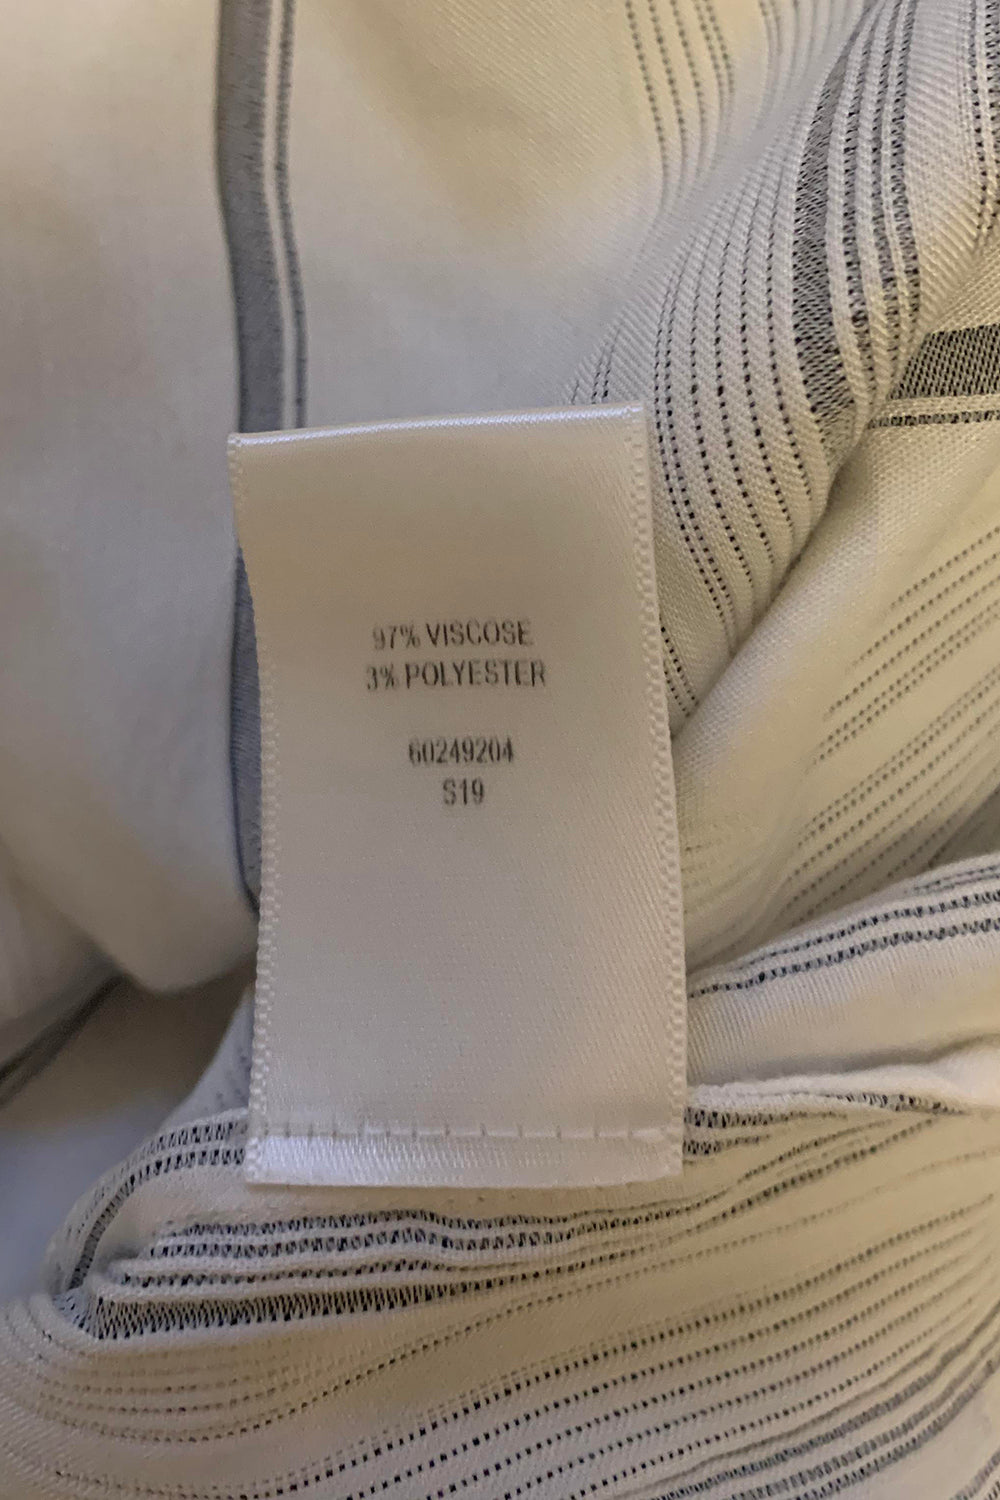 97% VISCOSE
3% POLYESTER
60249204
S19